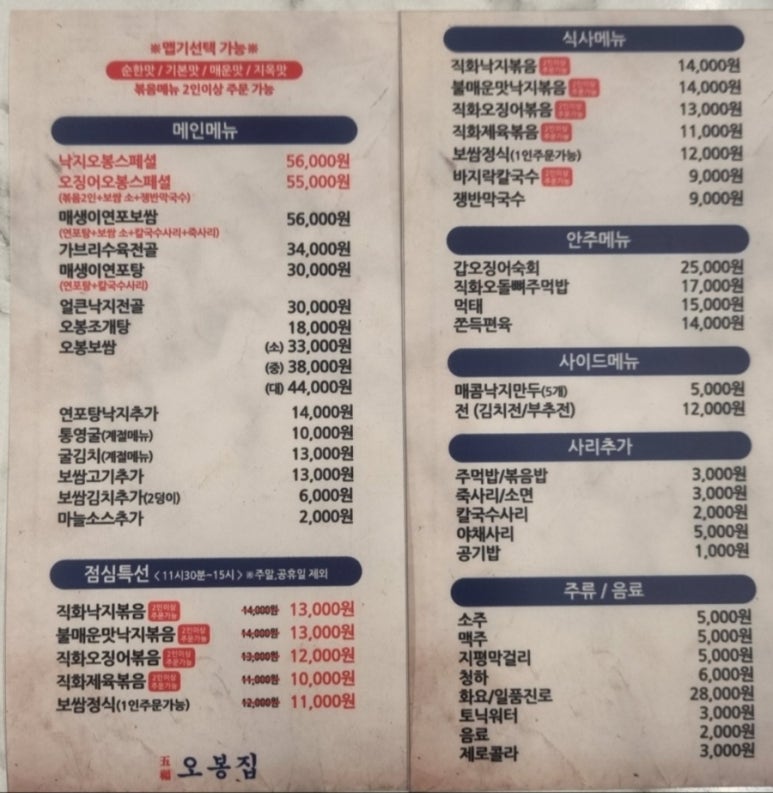 ※맵기선택 가능※
순한맛 / 기본맛 / 매운맛 / 지옥맛
볶음메뉴 2인이상 주문 가능
메인메뉴
낙지오봉스페셜 56,000원
오징어오봉스페셜 55,000원
(볶음2인+보쌈 소+쟁반막국수)
매생이연포보쌈 56,000원
(연포탕+보쌈 소+칼국수사리+죽사리)
가브리수육전골 34,000원
매생이연포탕 30,000원
(연포탕+칼국수사리)
얼큰낙지전골 30,000원
오봉조개탕 18,000원
오봉보쌈 (소) 33,000원
(중) 38,000원
(대) 44,000원
연포탕낙지추가 14,000원
통영굴(계절메뉴) 10,000원
굴김치(계절메뉴) 13,000원
보쌈고기추가 13,000원
보쌈김치추가(2덩이) 6,000원
마늘소스추가 2,000원
점심특선 < 11시30분~15시 > ※주말,공휴일 제외
직화낙지볶음 2인이상 주문가능 14,000원 13,000원
불매운맛낙지볶음 2인이상 주문가능 14,000원 13,000원
직화오징어볶음 2인이상 주문가능 13,000원 12,000원
직화제육볶음 2인이상 주문가능 11,000원 10,000원
보쌈정식(1인주문가능) 12,000원 11,000원
五福 오봉집
식사메뉴
직화낙지볶음 2인이상 주문가능 14,000원
불매운맛낙지볶음 2인이상 주문가능 14,000원
직화오징어볶음 2인이상 주문가능 13,000원
직화제육볶음 2인이상 주문가능 11,000원
보쌈정식(1인주문가능) 12,000원
바지락칼국수 2인이상 주문가능 9,000원
쟁반막국수 9,000원
안주메뉴
갑오징어숙회 25,000원
직화오돌뼈주먹밥 17,000원
먹태 15,000원
쫀득편육 14,000원
사이드메뉴
매콤낙지만두(5개) 5,000원
전 (김치전/부추전) 12,000원
사리추가
주먹밥/볶음밥 3,000원
죽사리/소면 3,000원
칼국수사리 2,000원
야채사리 5,000원
공기밥 1,000원
주류 / 음료
소주 5,000원
맥주 5,000원
지평막걸리 5,000원
청하 6,000원
화요/일품진로 28,000원
토닉워터 3,000원
음료 2,000원
제로콜라 3,000원